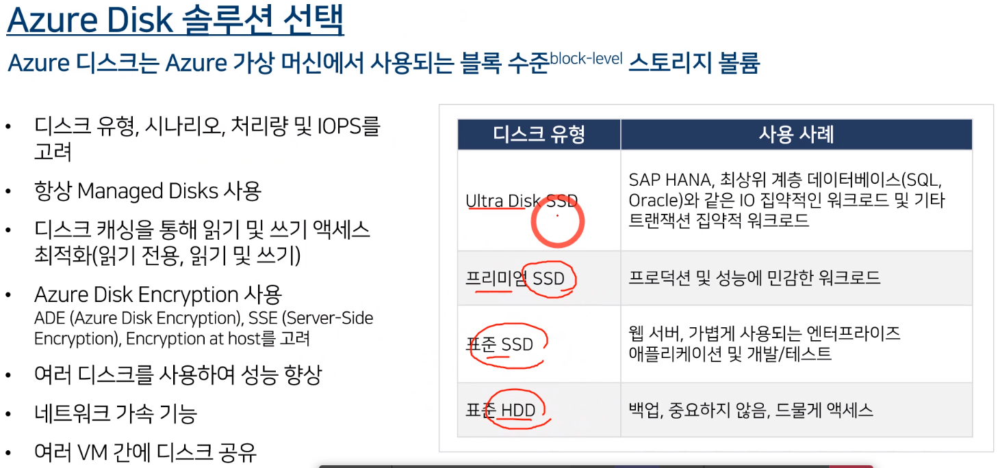 Azure Disk 솔루션 선택
Azure 디스크는 Azure 가상 머신에서 사용되는 블록 수준block-level 스토리지 볼륨
• 디스크 유형, 시나리오, 처리량 및 IOPS를
고려
• 항상 Managed Disks 사용
• 디스크 캐싱을 통해 읽기 및 쓰기 액세스
최적화(읽기 전용, 읽기 및 쓰기)
• Azure Disk Encryption 사용
ADE (Azure Disk Encryption), SSE (Server-Side
Encryption), Encryption at host를 고려
• 여러 디스크를 사용하여 성능 향상
• 네트워크 가속 기능
• 여러 VM 간에 디스크 공유
디스크 유형 사용 사례
Ultra Disk SSD
SAP HANA, 최상위 계층 데이터베이스(SQL,
Oracle)와 같은 IO 집약적인 워크로드 및 기타
트랜잭션 집약적 워크로드
프리미엄 SSD
프로덕션 및 성능에 민감한 워크로드
표준 SSD
웹 서버, 가볍게 사용되는 엔터프라이즈
애플리케이션 및 개발/테스트
표준 HDD
백업, 중요하지 않음, 드물게 액세스